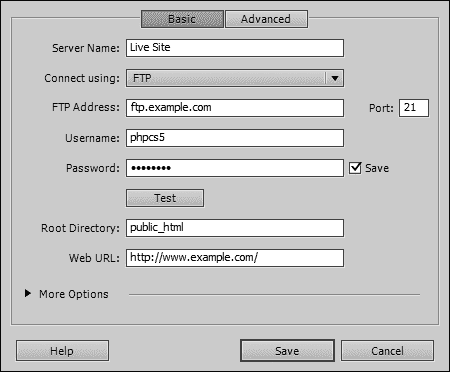 Basic Advanced
Server Name: Live Site
Connect using: FTP
FTP Address: ftp.example.com Port: 21
Username: phpcs5
Password: •••••••• Save
Test
Root Directory: public_html
Web URL: http://www.example.com/
More Options
Help Save Cancel